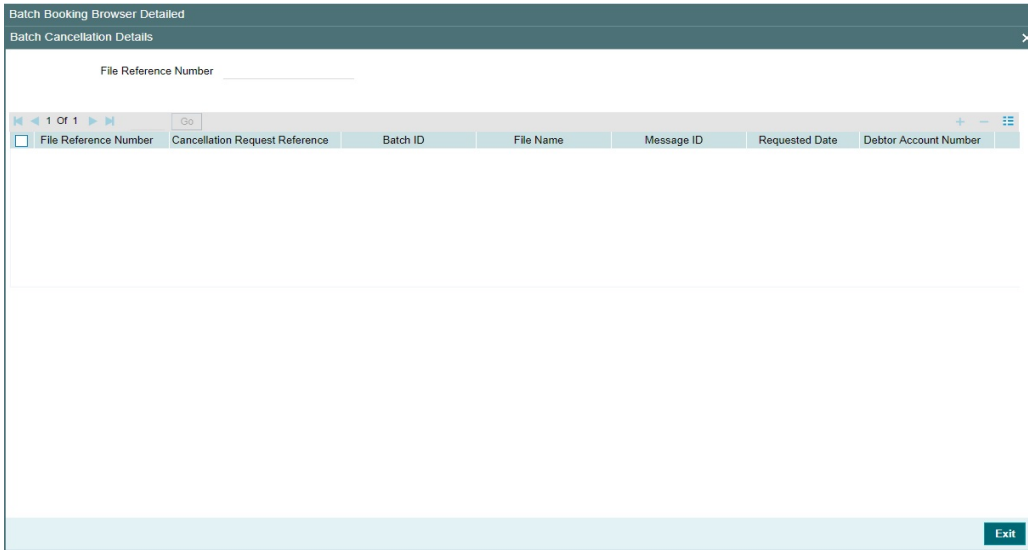 Batch Booking Browser Detailed
Batch Cancellation Details
File Reference Number
1 Of 1 Go
File Reference Number Cancellation Request Reference Batch ID File Name Message ID Requested Date Debtor Account Number
Exit